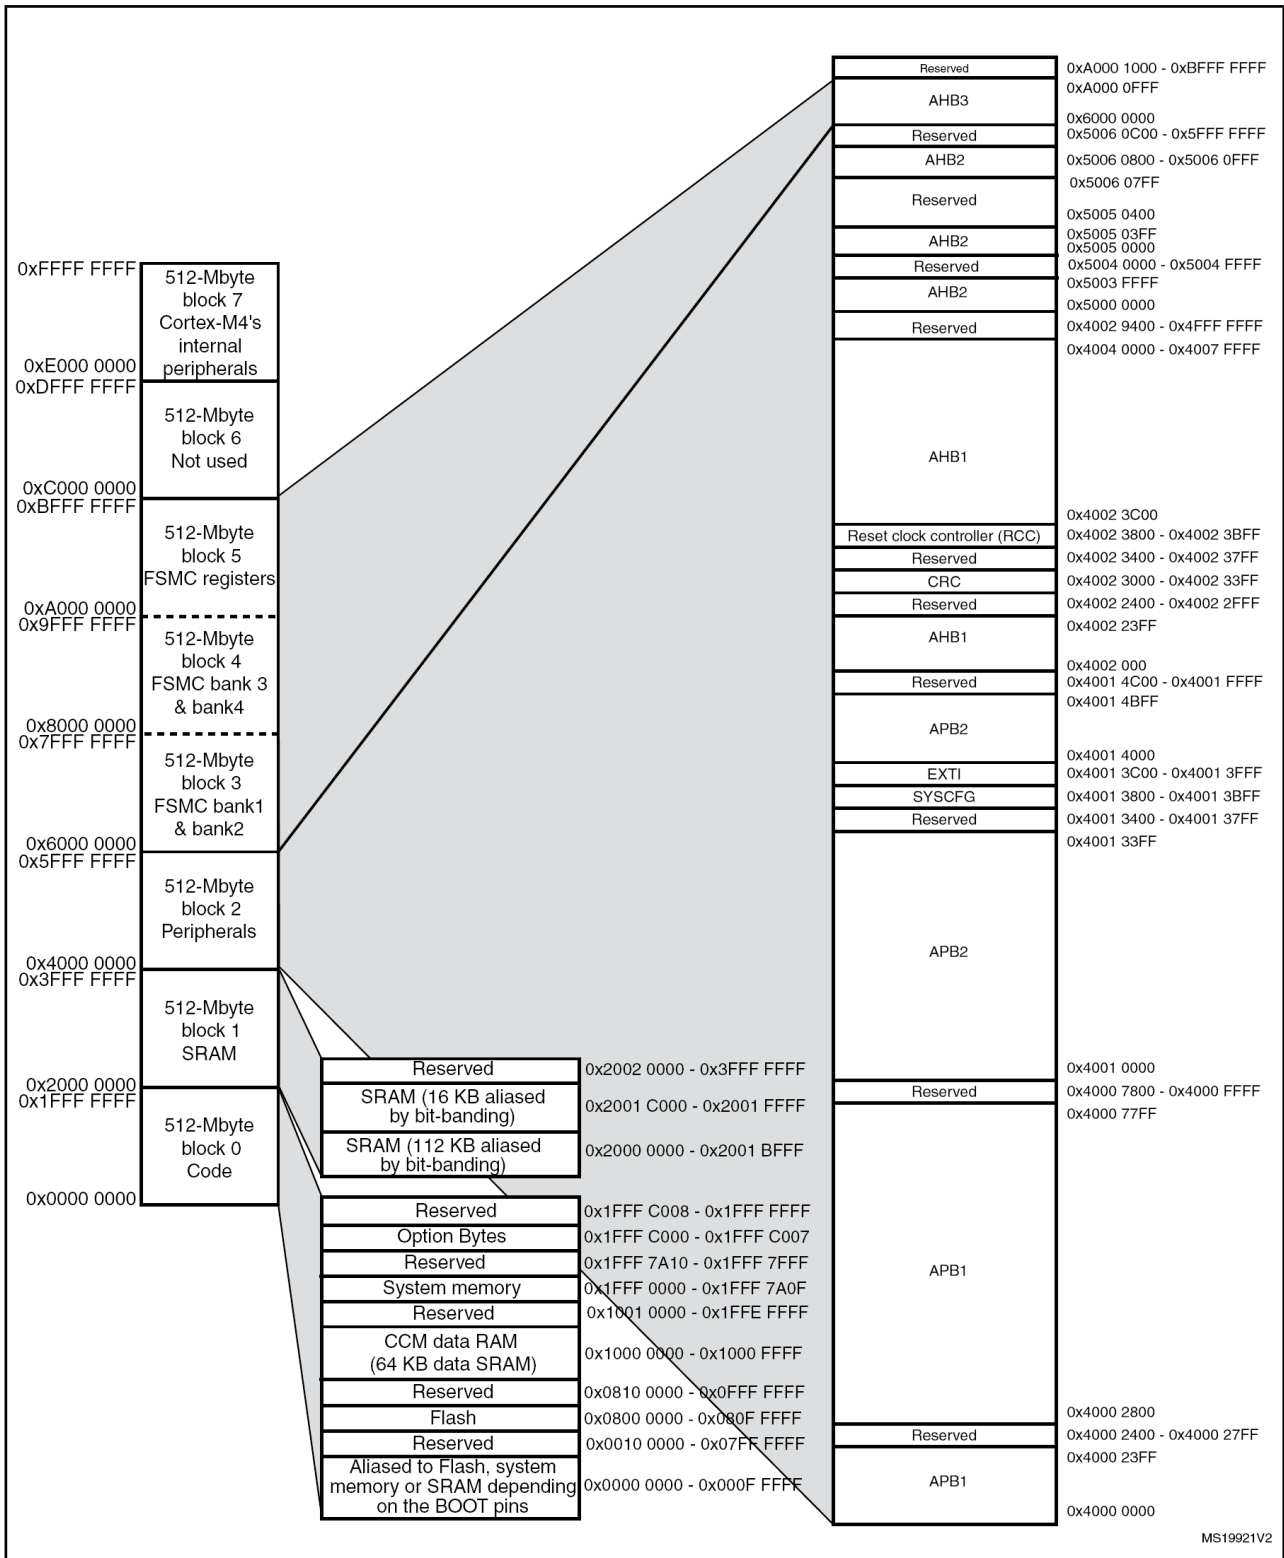 0xFFFF FFFF
512-Mbyte
block 7
Cortex-M4's
internal
peripherals
0xE000 0000
0xDFFF FFFF
512-Mbyte
block 6
Not used
0xC000 0000
0xBFFF FFFF
512-Mbyte
block 5
FSMC registers
0xA000 0000
0x9FFF FFFF
512-Mbyte
block 4
FSMC bank 3
& bank4
0x8000 0000
0x7FFF FFFF
512-Mbyte
block 3
FSMC bank1
& bank2
0x6000 0000
0x5FFF FFFF
512-Mbyte
block 2
Peripherals
0x4000 0000
0x3FFF FFFF
512-Mbyte
block 1
SRAM
0x2000 0000
0x1FFF FFFF
512-Mbyte
block 0
Code
0x0000 0000
Reserved 0x2002 0000 - 0x3FFF FFFF
SRAM (16 KB aliased
by bit-banding)
0x2001 C000 - 0x2001 FFFF
SRAM (112 KB aliased
by bit-banding)
0x2000 0000 - 0x2001 BFFF
Reserved 0x1FFF C008 - 0x1FFF FFFF
Option Bytes 0x1FFF C000 - 0x1FFF C007
Reserved 0x1FFF 7A10 - 0x1FFF 7FFF
System memory 0x1FFF 0000 - 0x1FFF 7A0F
Reserved 0x1001 0000 - 0x1FFE FFFF
CCM data RAM
(64 KB data SRAM)
0x1000 0000 - 0x1000 FFFF
Reserved 0x0810 0000 - 0x0FFF FFFF
Flash 0x0800 0000 - 0x080F FFFF
Reserved 0x0010 0000 - 0x07FF FFFF
Aliased to Flash, system
memory or SRAM depending
on the BOOT pins
0x0000 0000 - 0x000F FFFF
Reserved 0xA000 1000 - 0xBFFF FFFF
0xA000 0FFF
AHB3
0x6000 0000
Reserved 0x5006 0C00 - 0x5FFF FFFF
AHB2 0x5006 0800 - 0x5006 0FFF
0x5006 07FF
Reserved
0x5005 0400
0x5005 03FF
AHB2
0x5005 0000
Reserved 0x5004 0000 - 0x5004 FFFF
0x5003 FFFF
AHB2
0x5000 0000
Reserved 0x4002 9400 - 0x4FFF FFFF
0x4004 0000 - 0x4007 FFFF
AHB1
0x4002 3C00
Reset clock controller (RCC) 0x4002 3800 - 0x4002 3BFF
Reserved 0x4002 3400 - 0x4002 37FF
CRC 0x4002 3000 - 0x4002 33FF
Reserved 0x4002 2400 - 0x4002 2FFF
0x4002 23FF
AHB1
0x4002 000
Reserved 0x4001 4C00 - 0x4001 FFFF
0x4001 4BFF
APB2
0x4001 4000
EXTI 0x4001 3C00 - 0x4001 3FFF
SYSCFG 0x4001 3800 - 0x4001 3BFF
Reserved 0x4001 3400 - 0x4001 37FF
0x4001 33FF
APB2
0x4001 0000
Reserved 0x4000 7800 - 0x4000 FFFF
0x4000 77FF
APB1
0x4000 2800
Reserved 0x4000 2400 - 0x4000 27FF
0x4000 23FF
APB1
0x4000 0000
MS19921V2